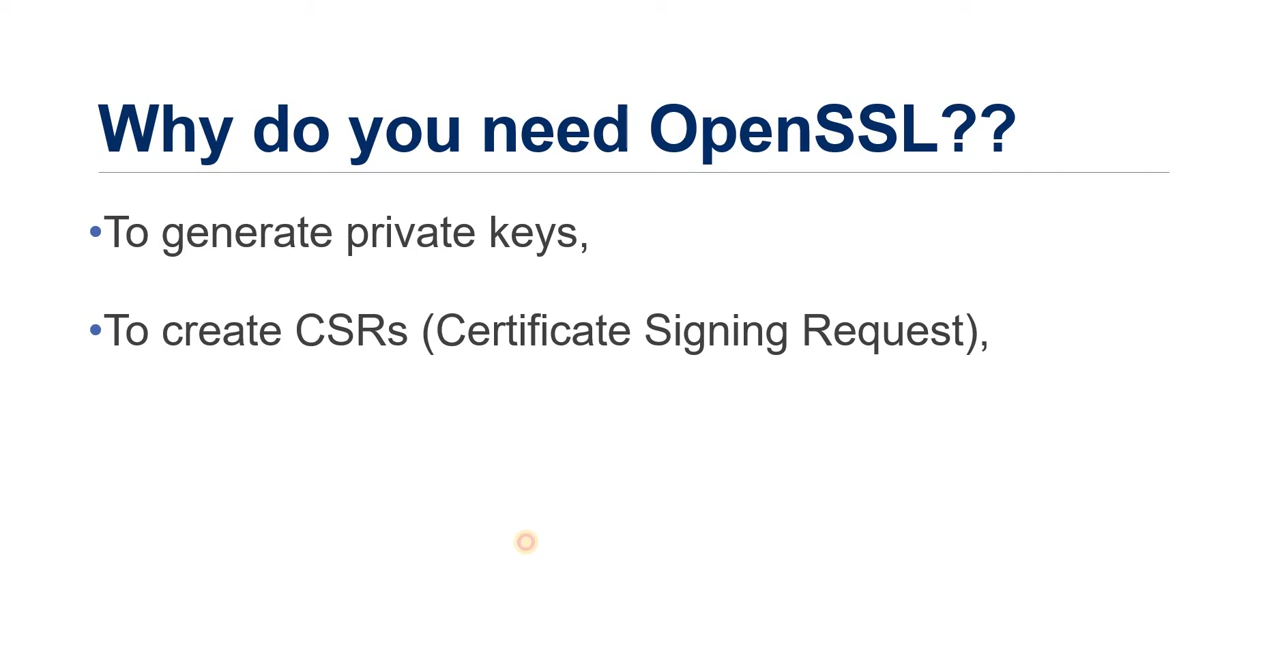 Why do you need OpenSSL??
•To generate private keys,
•To create CSRs (Certificate Signing Request),